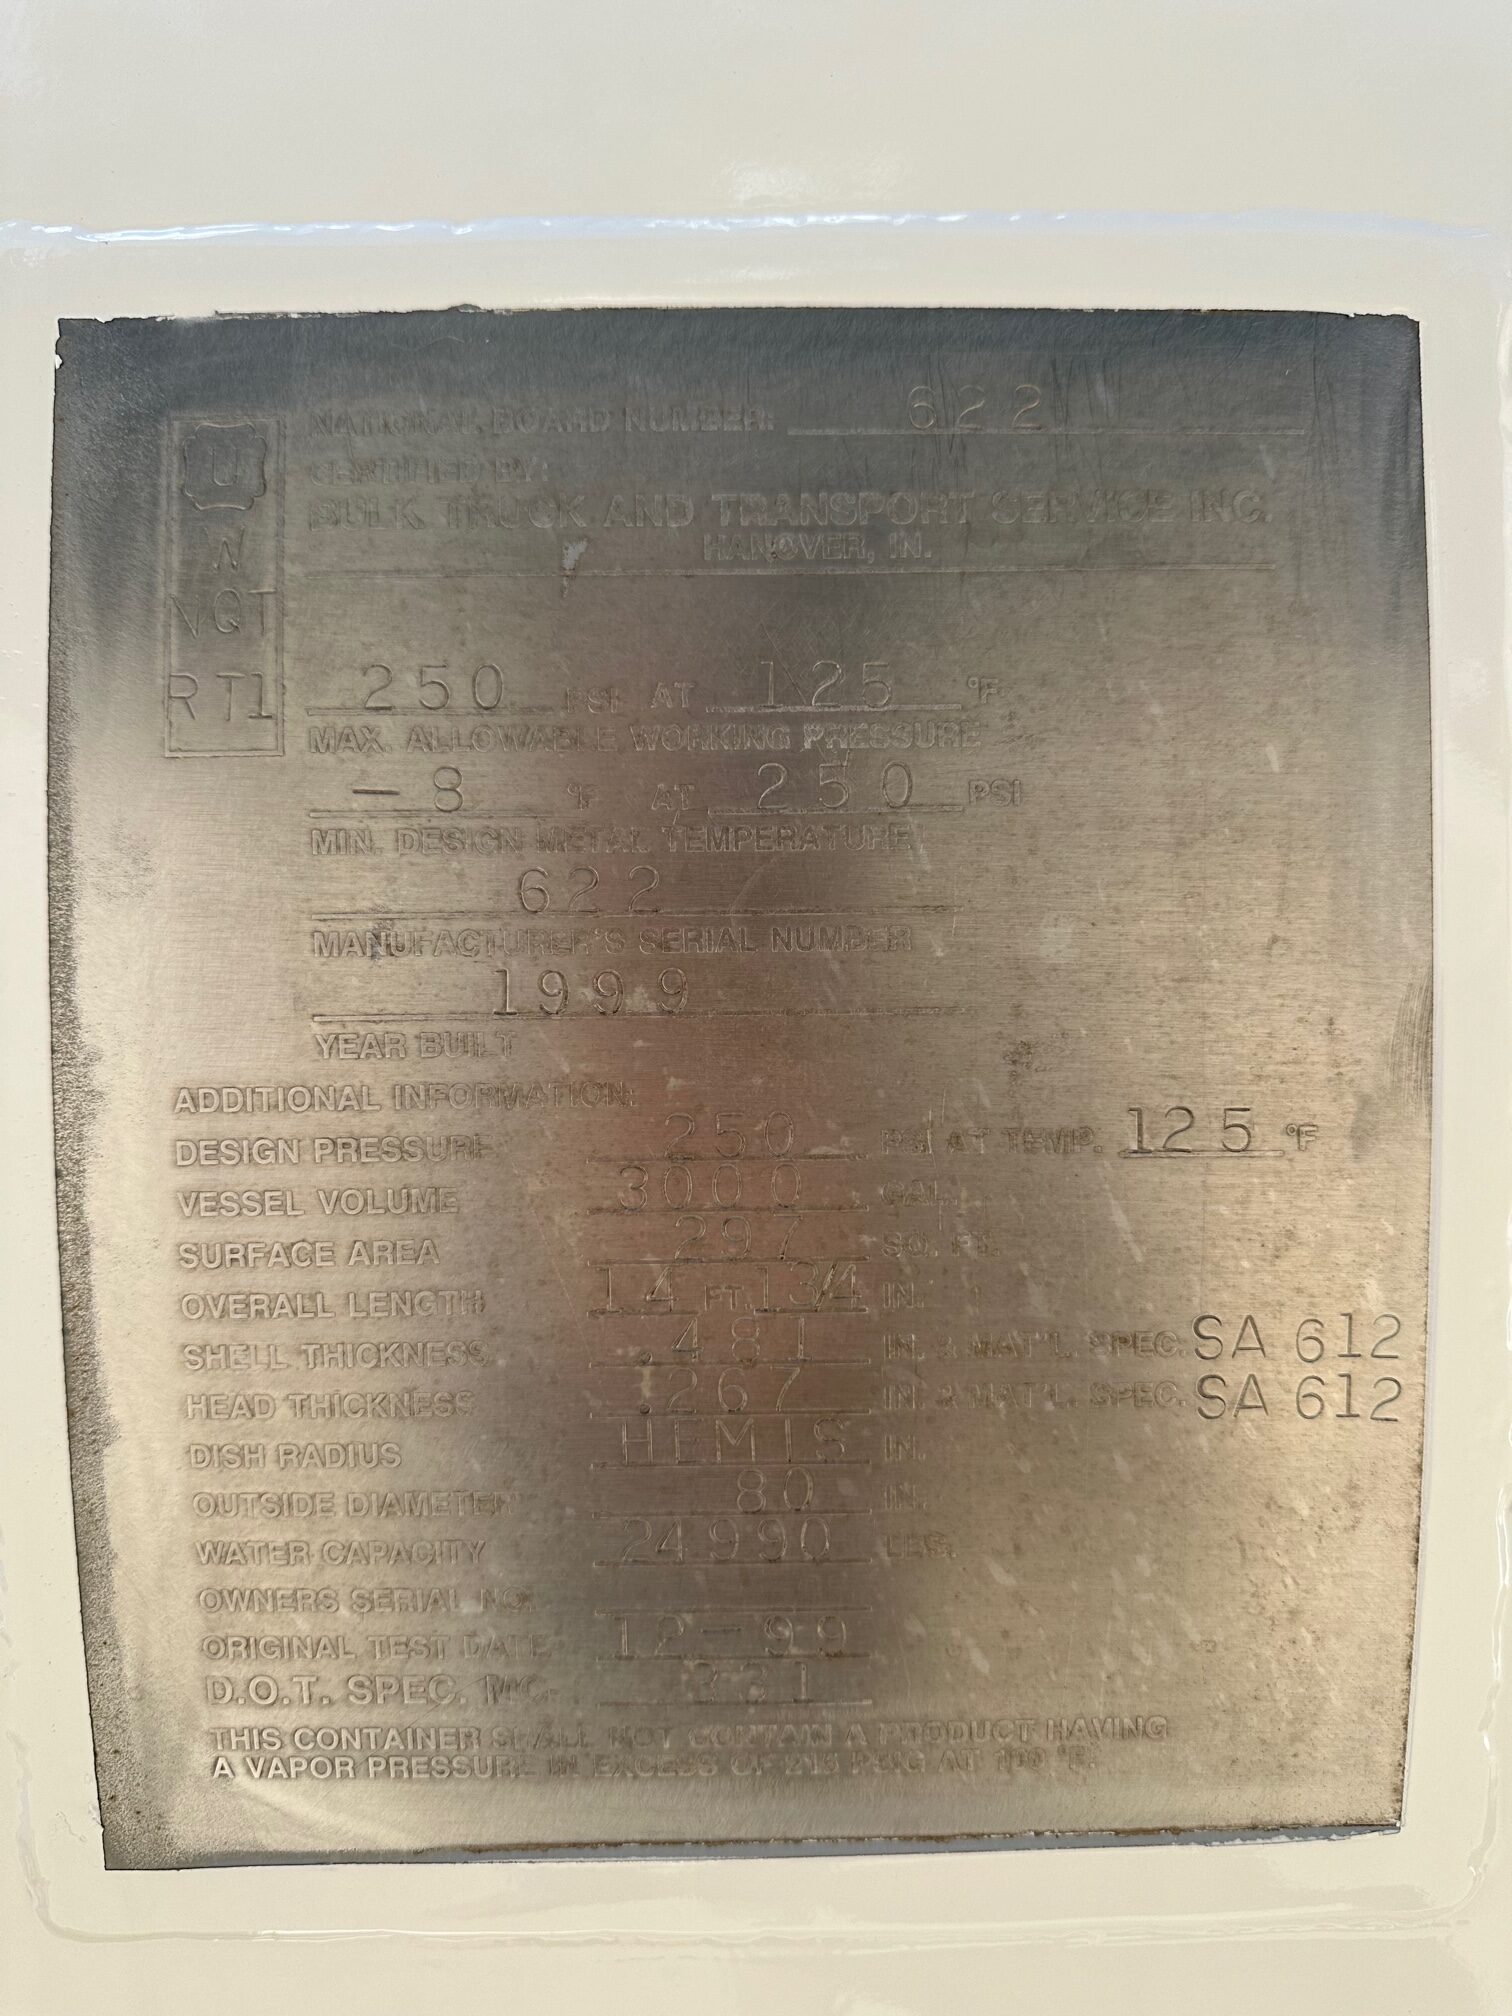 NATIONAL BOARD NUMBER: 622
U
CERTIFIED BY:
BULK TRUCK AND TRANSPORT SERVICE INC.
HANOVER, IN.
W
VQT
RT1
250 PSI AT 125 °F
MAX. ALLOWABLE WORKING PRESSURE
-8 °F AT 250 PSI
MIN. DESIGN METAL TEMPERATURE
622
MANUFACTURER'S SERIAL NUMBER
1999
YEAR BUILT
ADDITIONAL INFORMATION:
DESIGN PRESSURE 250 PSI AT TEMP. 125 °F
VESSEL VOLUME 3000 GAL.
SURFACE AREA 297 SQ. FT.
OVERALL LENGTH 14 FT. 13/4 IN.
SHELL THICKNESS .481 IN. & MAT'L. SPEC. SA 612
HEAD THICKNESS .267 IN. & MAT'L. SPEC. SA 612
DISH RADIUS HEMIS IN.
OUTSIDE DIAMETER 80 IN.
WATER CAPACITY 24990 LBS.
OWNERS SERIAL NO.
ORIGINAL TEST DATE 12-99
D.O.T. SPEC. MC- 331
THIS CONTAINER SHALL NOT CONTAIN A PRODUCT HAVING
A VAPOR PRESSURE IN EXCESS OF 215 PSIG AT 100 °F.